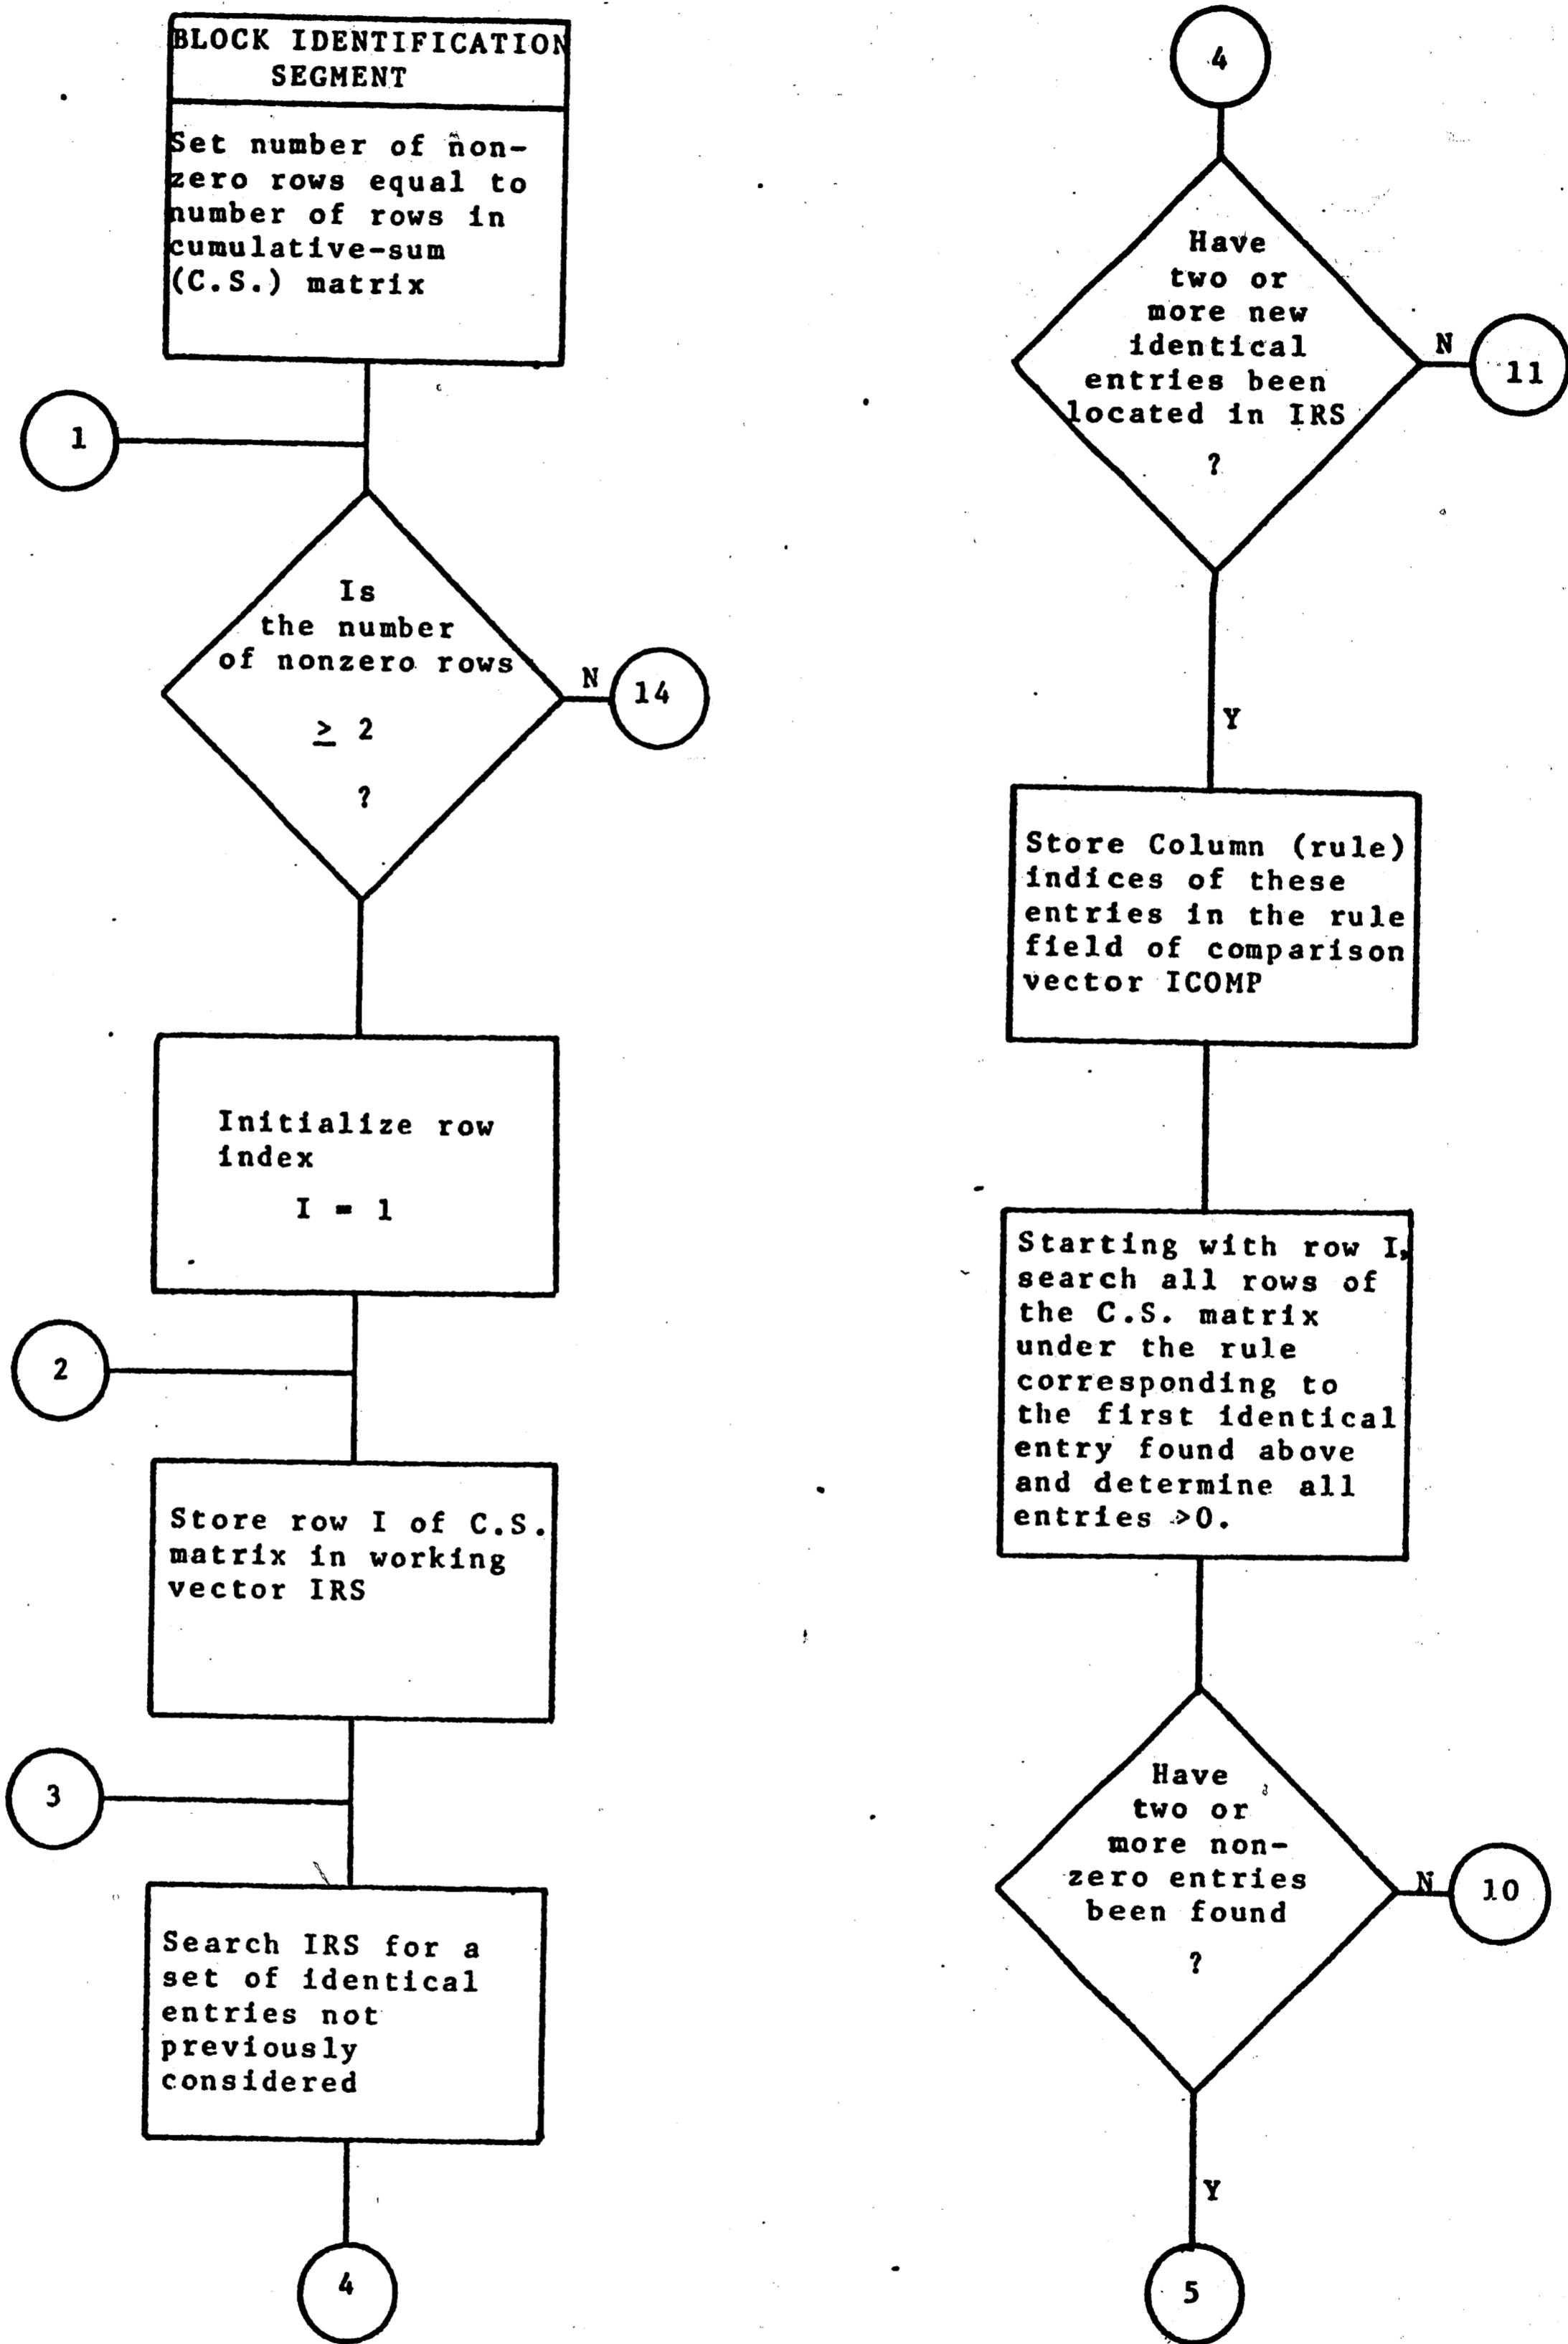 BLOCK IDENTIFICATION
SEGMENT
Set number of non-
zero rows equal to
number of rows in
cumulative-sum
(C.S.) matrix
1
Is
the number
of nonzero rows
≥ 2
?
N
14
Initialize row
index
I = 1
2
Store row I of C.S.
matrix in working
vector IRS
3
Search IRS for a
set of identical
entries not
previously
considered
4
4
Have
two or
more new
identical
entries been
located in IRS
?
N
11
Y
Store Column (rule)
indices of these
entries in the rule
field of comparison
vector ICOMP
Starting with row I,
search all rows of
the C.S. matrix
under the rule
corresponding to
the first identical
entry found above
and determine all
entries >0.
Have
two or
more non-
zero entries
been found
?
N
10
Y
5